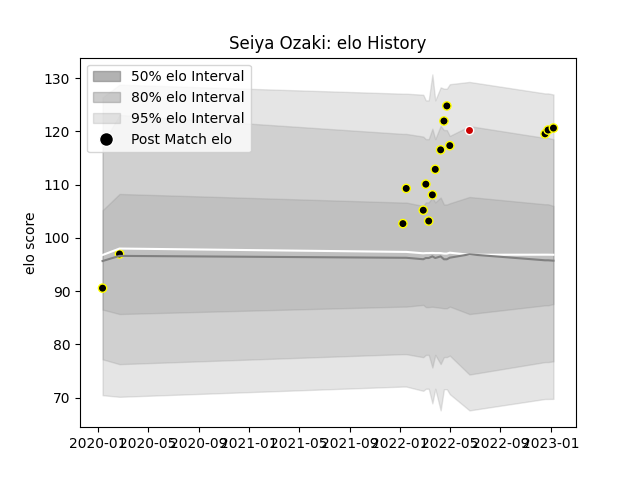 Seiya Ozaki: elo History
elo score
130
120
110
100
90
80
70
50% elo Interval
80% elo Interval
95% elo Interval
Post Match elo
2020-01 2020-05 2020-09 2021-01 2021-05 2021-09 2022-01 2022-05 2022-09 2023-01